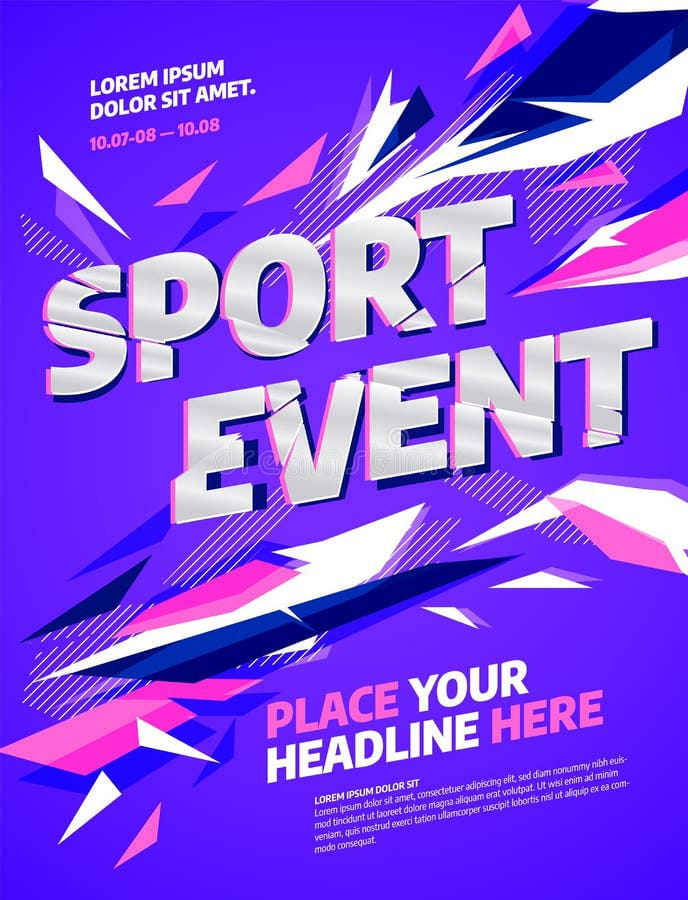 LOREM IPSUM
DOLOR SIT AMET.
10.07-08 — 10.08
SPORT
EVENT
dreamstime.
PLACE YOUR
HEADLINE HERE
LOREM IPSUM DOLOR SIT
Lorem ipsum dolor sit amet, consectetuer adipiscing elit, sed diam nonummy nibh euis-
mod tincidunt ut laoreet dolore magna aliquam erat volutpat. Ut wisi enim ad minim ve-
niam, quis nostrud exerci tation ullamcorper suscipit lobortis nisl ut aliquip ex ea com-
modo consequat.